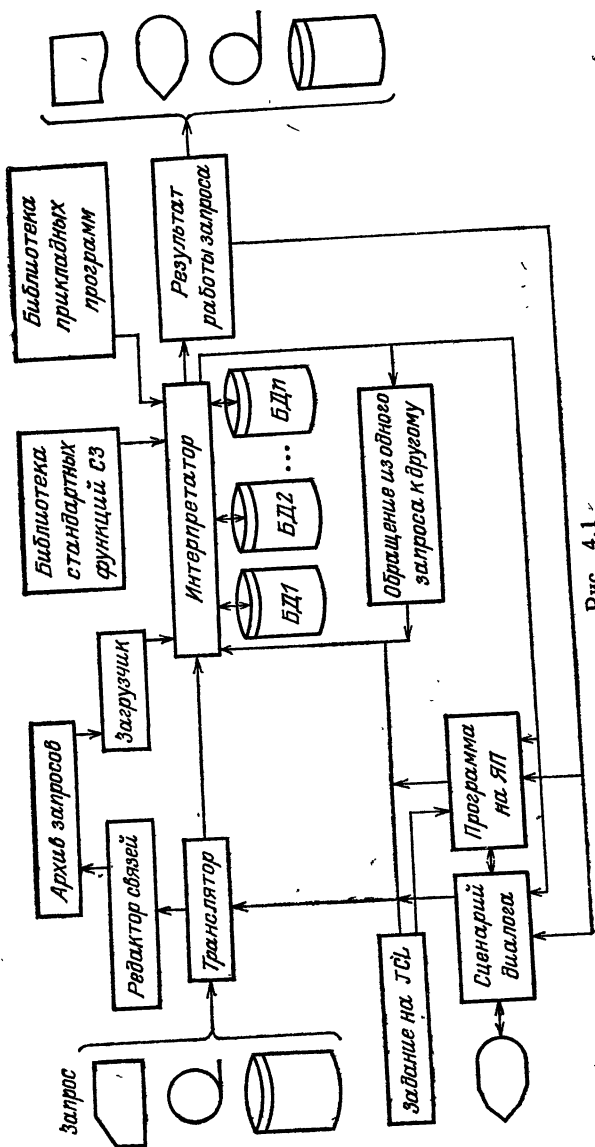 Запрос
Архив запросов
Редактор связей
Загрузчик
Транслятор
Библиотека
стандартных
функций СЗ
Библиотека
прикладных
программ
Интерпретатор
Результат
работы запроса
БД1
БД2
...
БДn
Обращение из одного
запроса к другому
Задание на JCL
Сценарий
диалога
Программа
на ЯП
Рис. 4.1